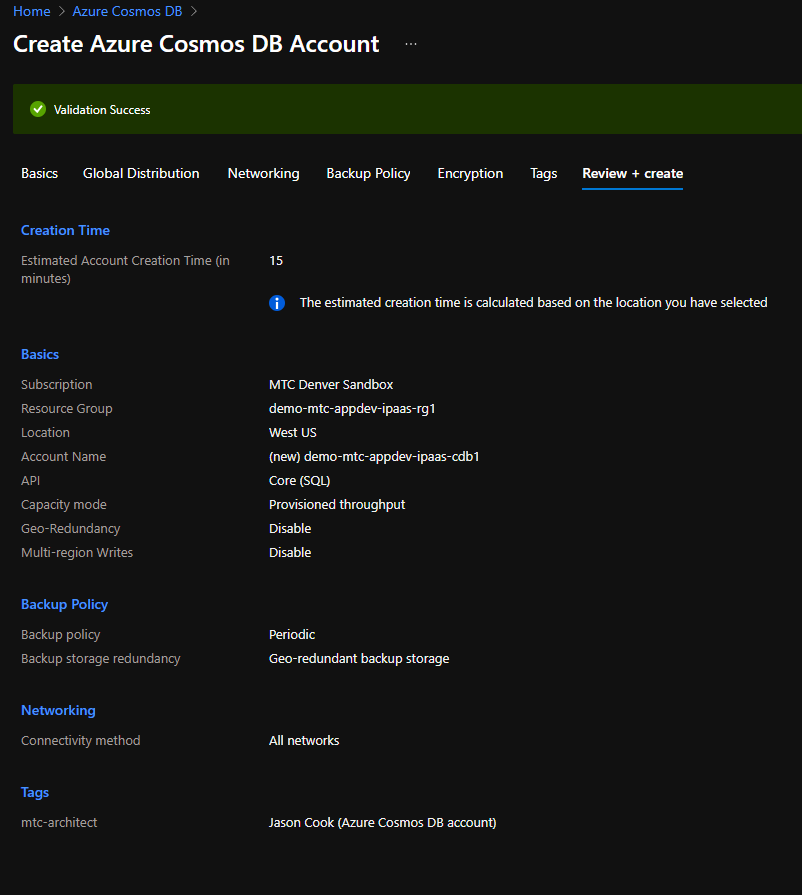 Home > Azure Cosmos DB >
Create Azure Cosmos DB Account ...
Validation Success
Basics Global Distribution Networking Backup Policy Encryption Tags Review + create
Creation Time
Estimated Account Creation Time (in minutes) 15
The estimated creation time is calculated based on the location you have selected
Basics
Subscription MTC Denver Sandbox
Resource Group demo-mtc-appdev-ipaas-rg1
Location West US
Account Name (new) demo-mtc-appdev-ipaas-cdb1
API Core (SQL)
Capacity mode Provisioned throughput
Geo-Redundancy Disable
Multi-region Writes Disable
Backup Policy
Backup policy Periodic
Backup storage redundancy Geo-redundant backup storage
Networking
Connectivity method All networks
Tags
mtc-architect Jason Cook (Azure Cosmos DB account)